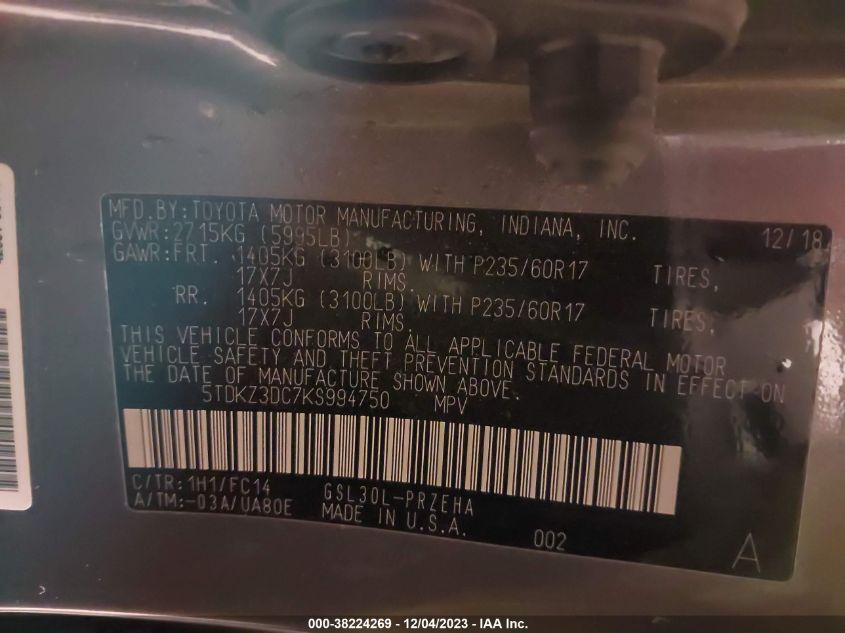 MFD.BY:TOYOTA MOTOR MANUFACTURING, INDIANA, INC. 12/18
GVWR:2715KG (5995LB)
GAWR:FRT. 1405KG (3100LB) WITH P235/60R17 TIRES,
17X7J RIMS,
RR. 1405KG (3100LB) WITH P235/60R17 TIRES,
17X7J RIMS,
THIS VEHICLE CONFORMS TO ALL APPLICABLE FEDERAL MOTOR
VEHICLE SAFETY AND THEFT PREVENTION STANDARDS IN EFFECT ON
THE DATE OF MANUFACTURE SHOWN ABOVE.
5TDKZ3DC7KS994750 MPV
C/TR:1H1/FC14 GSL30L-PRZEHA
A/TM:-03A/UA80E MADE IN U.S.A.
002 A
000-38224269 - 12/04/2023 - IAA Inc.